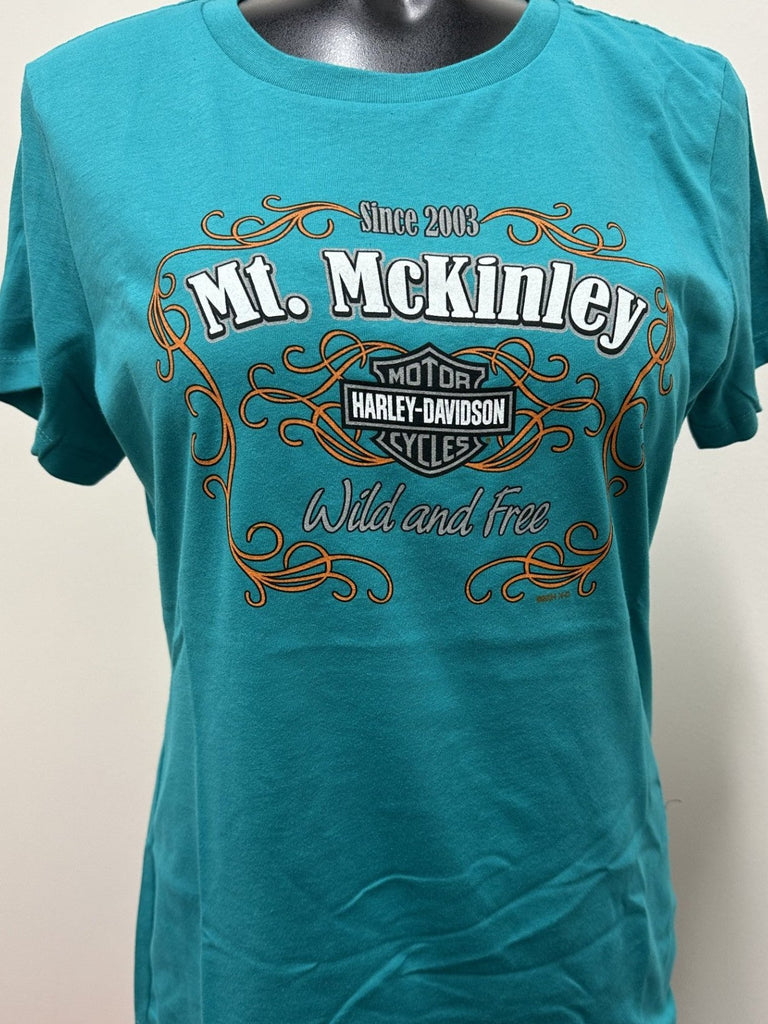 Since 2003
Mt. McKinley
MOTOR
HARLEY-DAVIDSON
CYCLES
Wild and Free